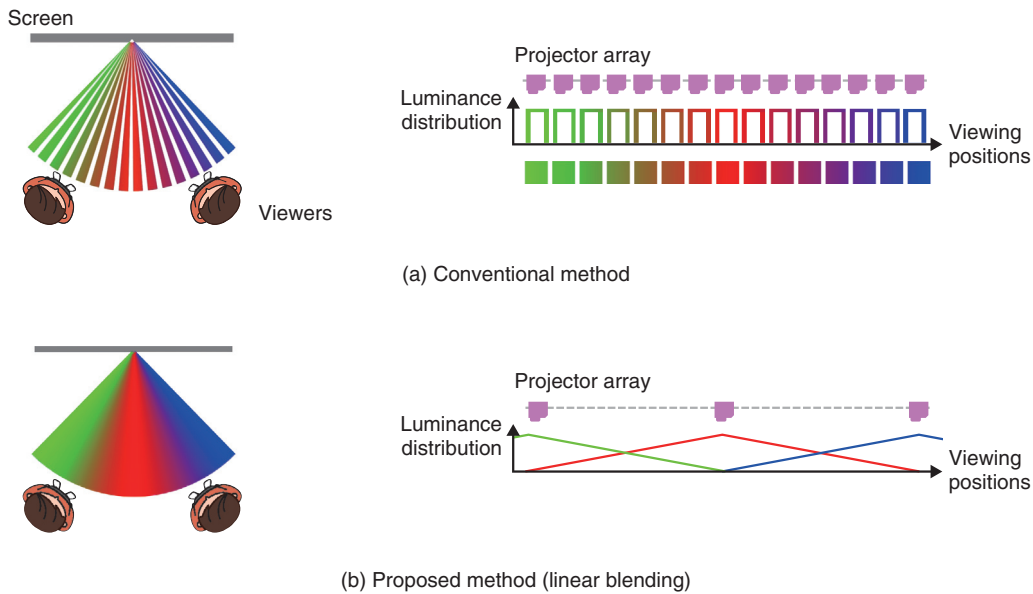 Screen
Viewers
Projector array
Luminance
distribution
Viewing
positions
(a) Conventional method
Projector array
Luminance
distribution
Viewing
positions
(b) Proposed method (linear blending)